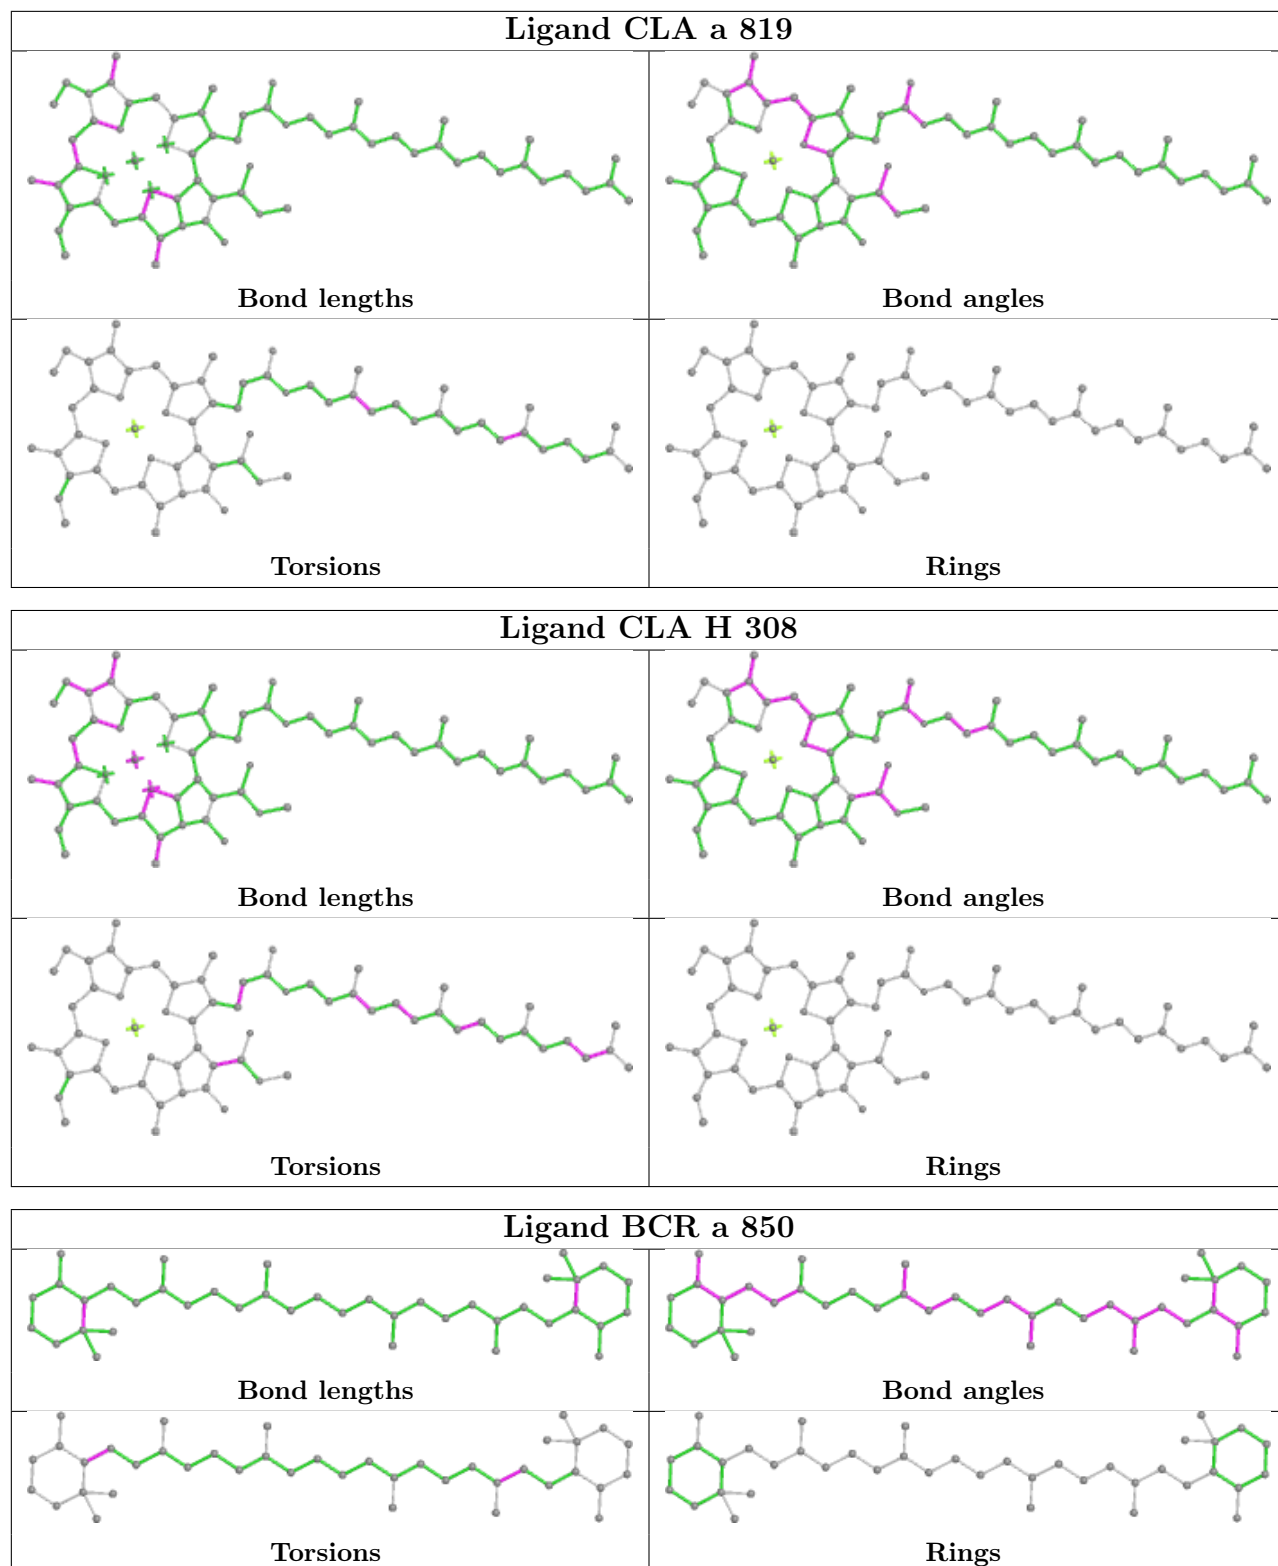 Ligand CLA a 819
Bond lengths
Bond angles
Torsions
Rings
Ligand CLA H 308
Bond lengths
Bond angles
Torsions
Rings
Ligand BCR a 850
Bond lengths
Bond angles
Torsions
Rings